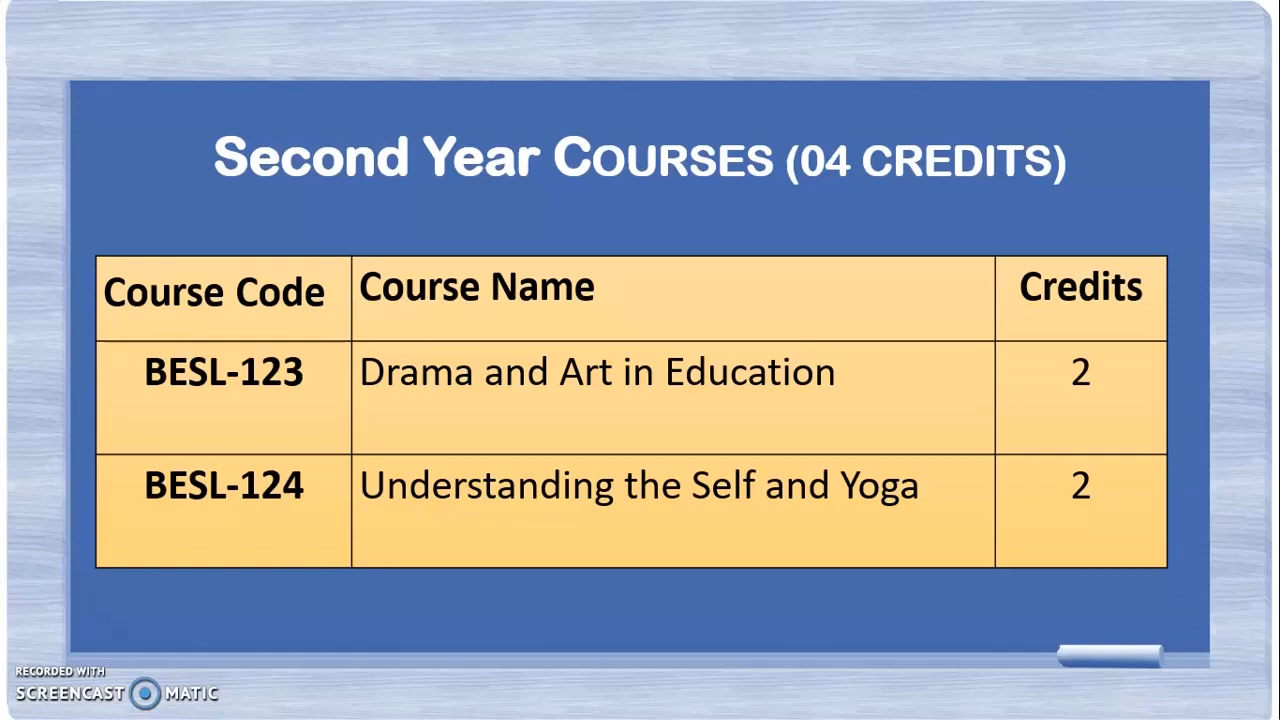 Second Year COURSES (04 CREDITS)
Course Code Course Name Credits
BESL-123 Drama and Art in Education 2
BESL-124 Understanding the Self and Yoga 2
RECORDED WITH
SCREENCAST MATIC